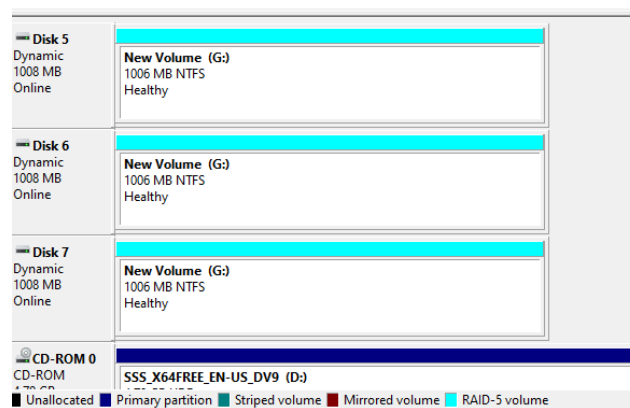 Disk 5
Dynamic
1008 MB
Online
New Volume (G:)
1006 MB NTFS
Healthy
Disk 6
Dynamic
1008 MB
Online
New Volume (G:)
1006 MB NTFS
Healthy
Disk 7
Dynamic
1008 MB
Online
New Volume (G:)
1006 MB NTFS
Healthy
CD-ROM 0
CD-ROM
SSS_X64FREE_EN-US_DV9 (D:)
Unallocated Primary partition Striped volume Mirrored volume RAID-5 volume